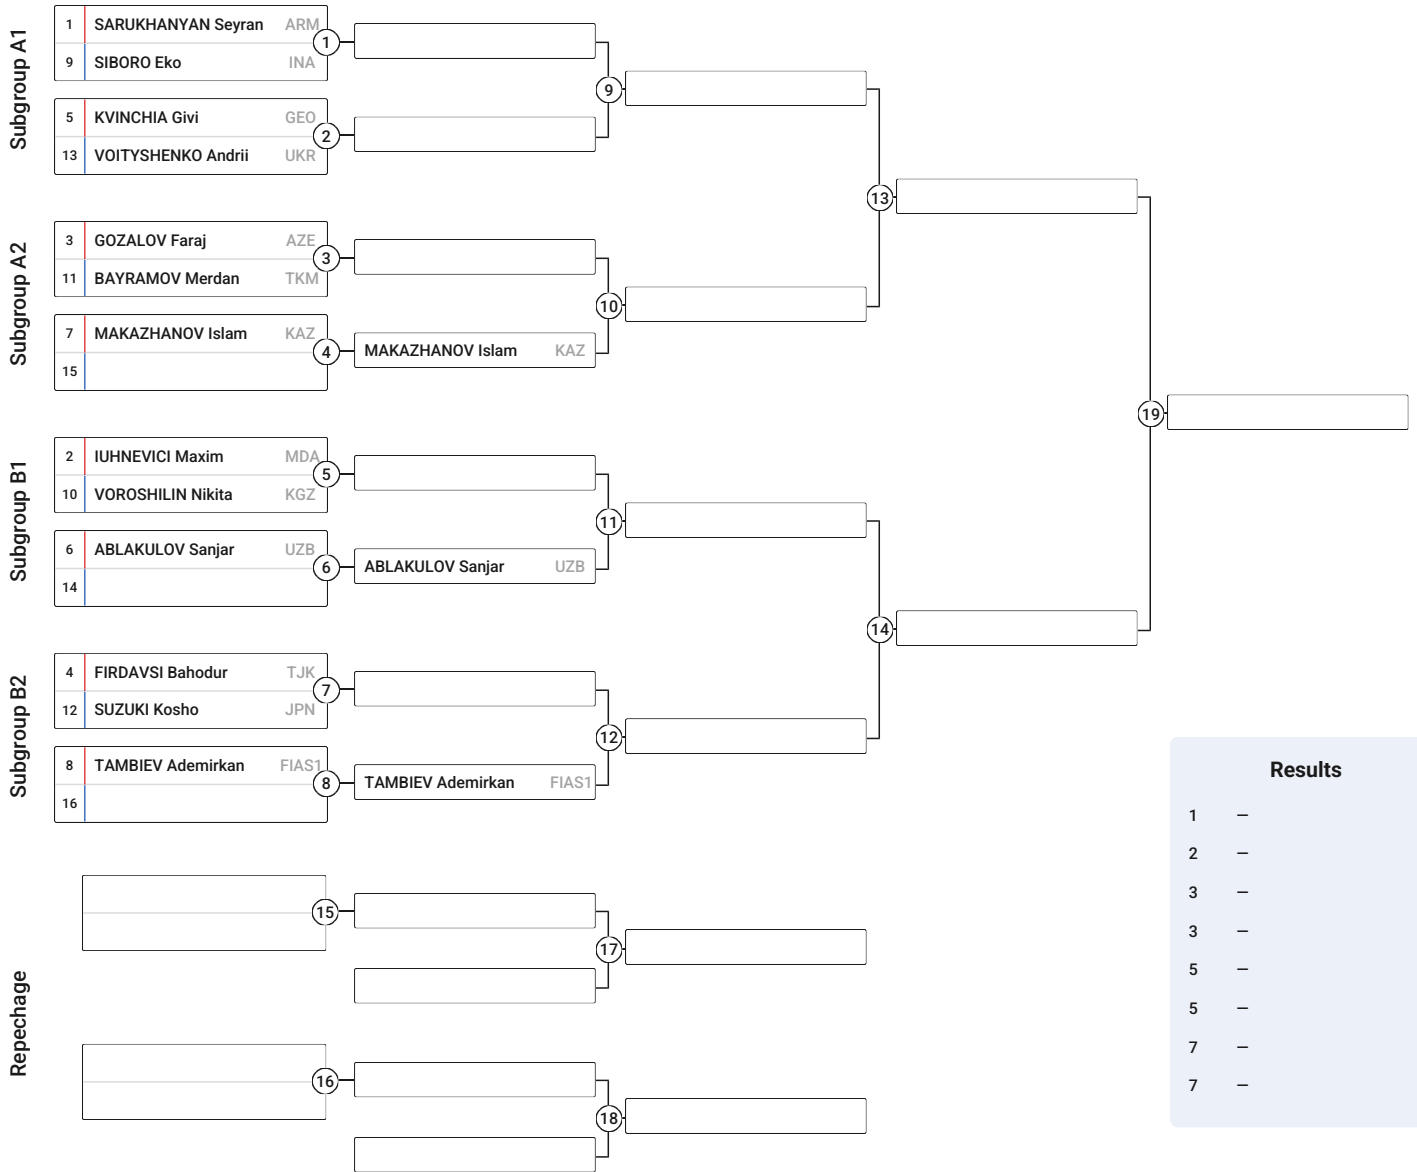 Subgroup A1
1 SARUKHANYAN Seyran ARM
9 SIBORO Eko INA
1
5 KVINCHIA Givi GEO
13 VOITYSHENKO Andrii UKR
2
9
Subgroup A2
3 GOZALOV Faraj AZE
11 BAYRAMOV Merdan TKM
3
7 MAKAZHANOV Islam KAZ
15
4
MAKAZHANOV Islam KAZ
10
13
Subgroup B1
2 IUHNEVICI Maxim MDA
10 VOROSHILIN Nikita KGZ
5
6 ABLAKULOV Sanjar UZB
14
6
ABLAKULOV Sanjar UZB
11
Subgroup B2
4 FIRDAVSI Bahodur TJK
12 SUZUKI Kosho JPN
7
8 TAMBIEV Ademirkan FIAS1
16
8
TAMBIEV Ademirkan FIAS1
12
14
19
Repechage
15
17
16
18
Results
1 –
2 –
3 –
3 –
5 –
5 –
7 –
7 –